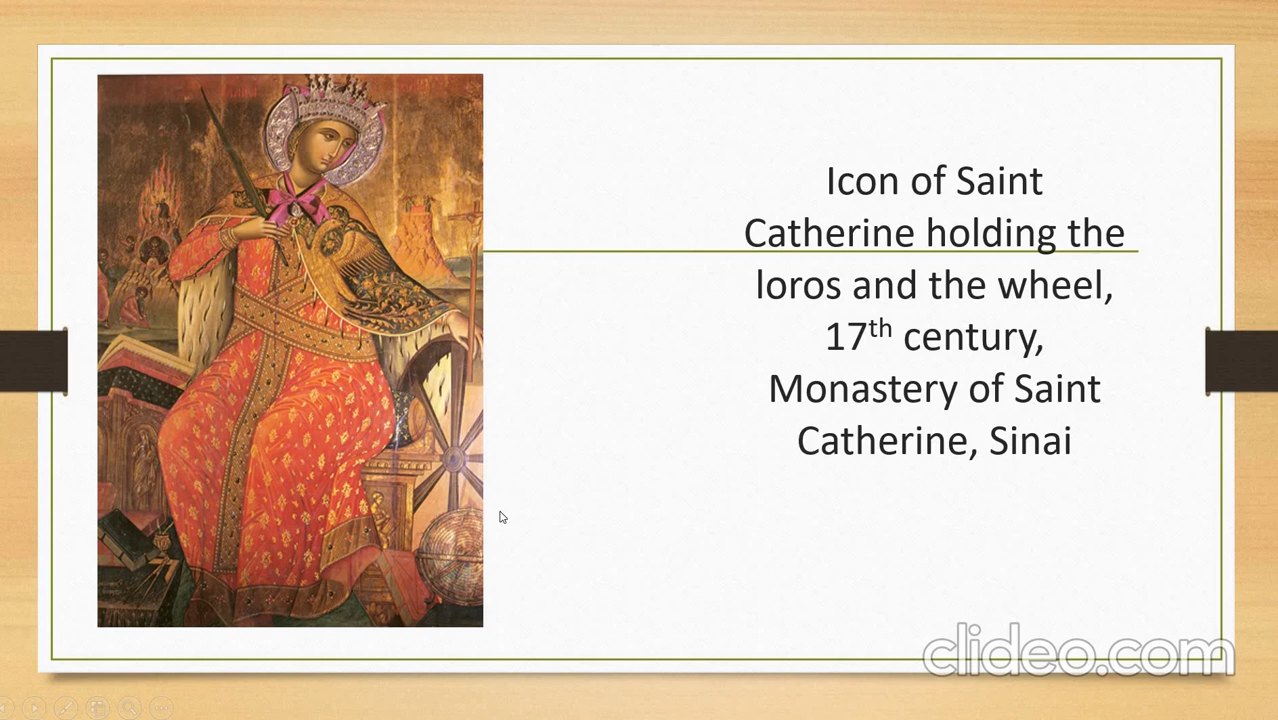 Icon of Saint
Catherine holding the
loros and the wheel,
17th century,
Monastery of Saint
Catherine, Sinai
clideo.com